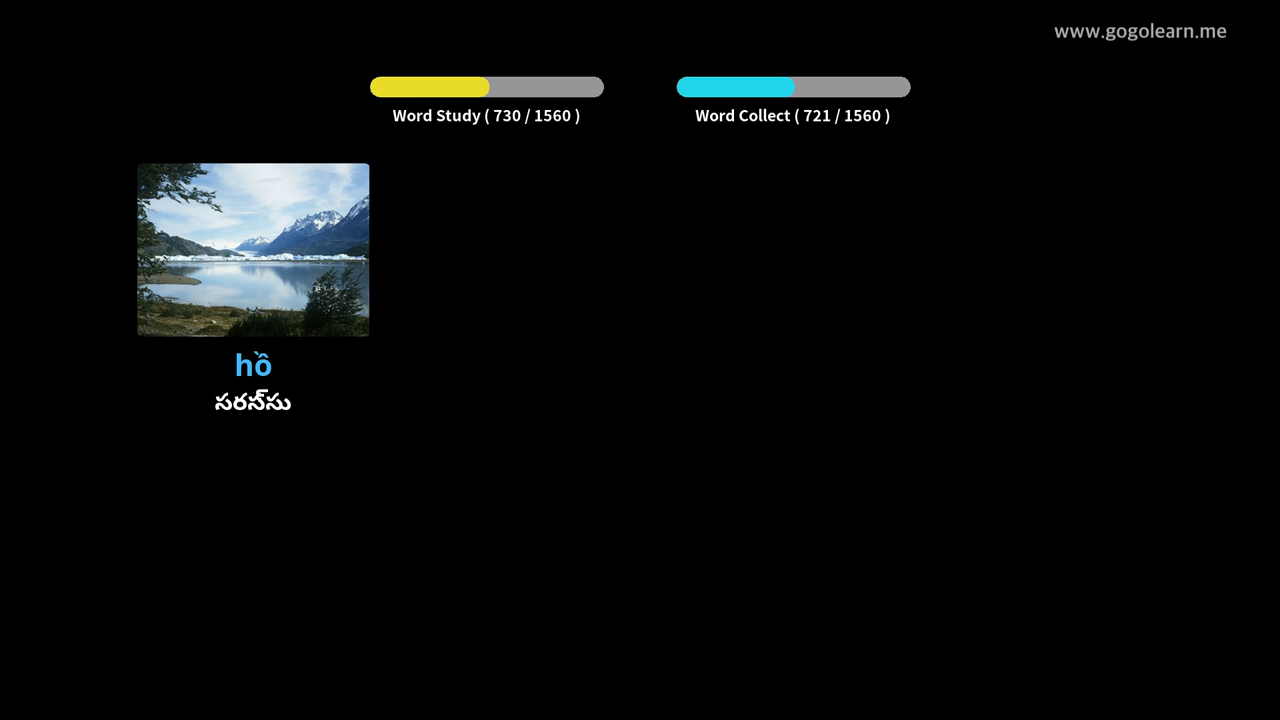 www.gogolearn.me
Word Study ( 730 / 1560 )
Word Collect ( 721 / 1560 )
hồ
సరస్సు